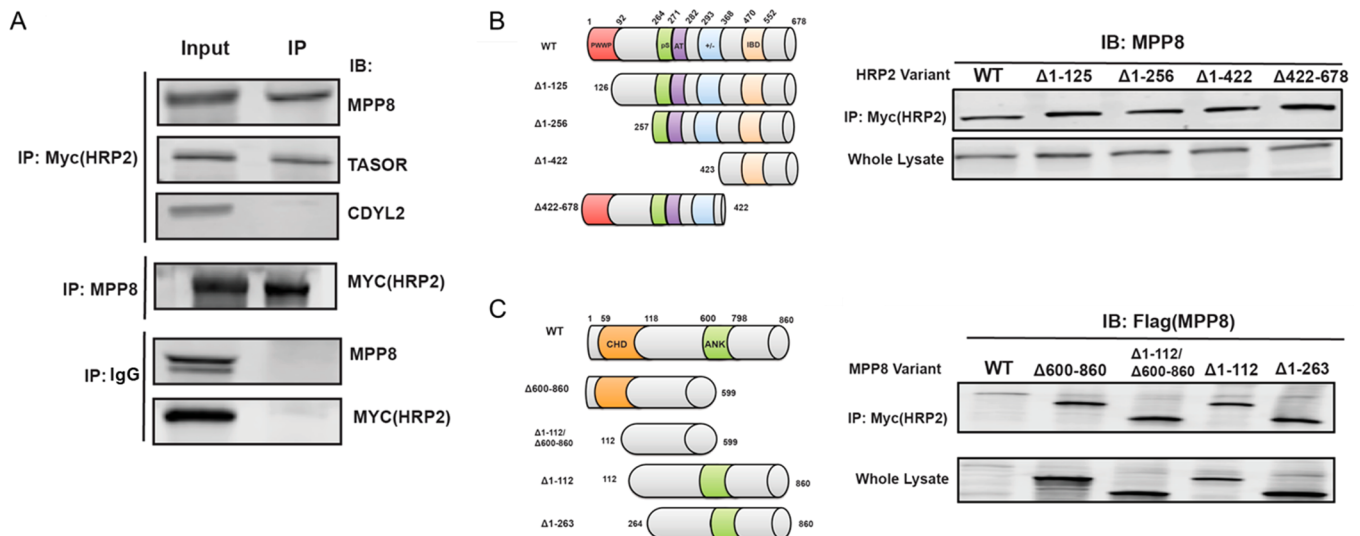 A
Input IP
IB:
IP: Myc(HRP2)
MPP8
TASOR
CDYL2
IP: MPP8
MYC(HRP2)
IP: IgG
MPP8
MYC(HRP2)
B
1 92 264 271 282 293 368 470 552 678
WT
PWWP pS AT +/- IBD
Δ1-125
126
Δ1-256
257
Δ1-422
423
Δ422-678
422
IB: MPP8
HRP2 Variant WT Δ1-125 Δ1-256 Δ1-422 Δ422-678
IP: Myc(HRP2)
Whole Lysate
C
1 59 118 600 798 860
WT
CHD ANK
Δ600-860
599
Δ1-112/
Δ600-860
112 599
Δ1-112
112 860
Δ1-263
264 860
IB: Flag(MPP8)
MPP8 Variant WT Δ600-860 Δ1-112/
Δ600-860 Δ1-112 Δ1-263
IP: Myc(HRP2)
Whole Lysate